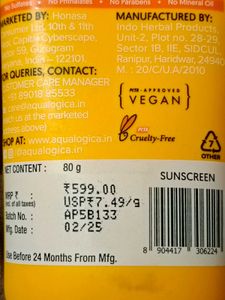 No Sulfates • No Phthalates • No Parabens • No Mineral Oil
MARKETED BY: Honasa
Consumer Ltd, 10th & 11th
Capital Cyberscape,
59, Gurugram
Haryana, India – 122101.
FOR QUERIES, CONTACT:
CUSTOMER CARE MANAGER
+91 89018 95533
@aqualogica.in
reach us at the marketed
address above)
SHOP AT:
www.aqualogica.in
@aqualogica.in
MANUFACTURED BY:
Indo Herbal Products,
Unit-2 Plot no. 28-29
Sector 1B, IIE, SIDCUL,
Ranipur, Haridwar, 24940
M.: 20/C/UA/2010
PETA - APPROVED
VEGAN
PETA
Cruelty-Free
7
OTHER
NET CONTENT: 80 g
MRP ₹ ₹599.00
(incl. of all taxes) USP₹7.49/g
Batch No. : AP5B133
Mfg. Date : 02/25
Use Before 24 Months From Mfg.
SUNSCREEN
8 904417 306224